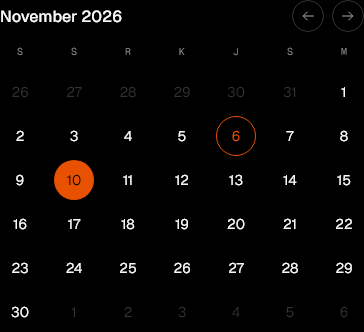 November 2026
S S R K J S M
26 27 28 29 30 31 1
2 3 4 5 6 7 8
9 10 11 12 13 14 15
16 17 18 19 20 21 22
23 24 25 26 27 28 29
30 1 2 3 4 5 6